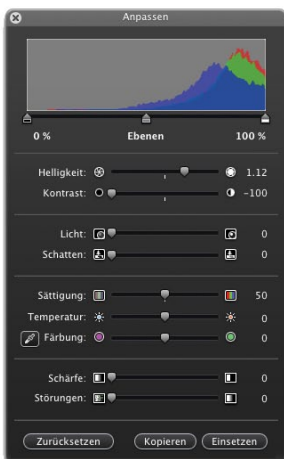 Anpassen
0 % Ebenen 100 %
Helligkeit: 1.12
Kontrast: -100
Licht: 0
Schatten: 0
Sättigung: 50
Temperatur: 0
Färbung: 0
Schärfe: 0
Störungen: 0
Zurücksetzen Kopieren Einsetzen